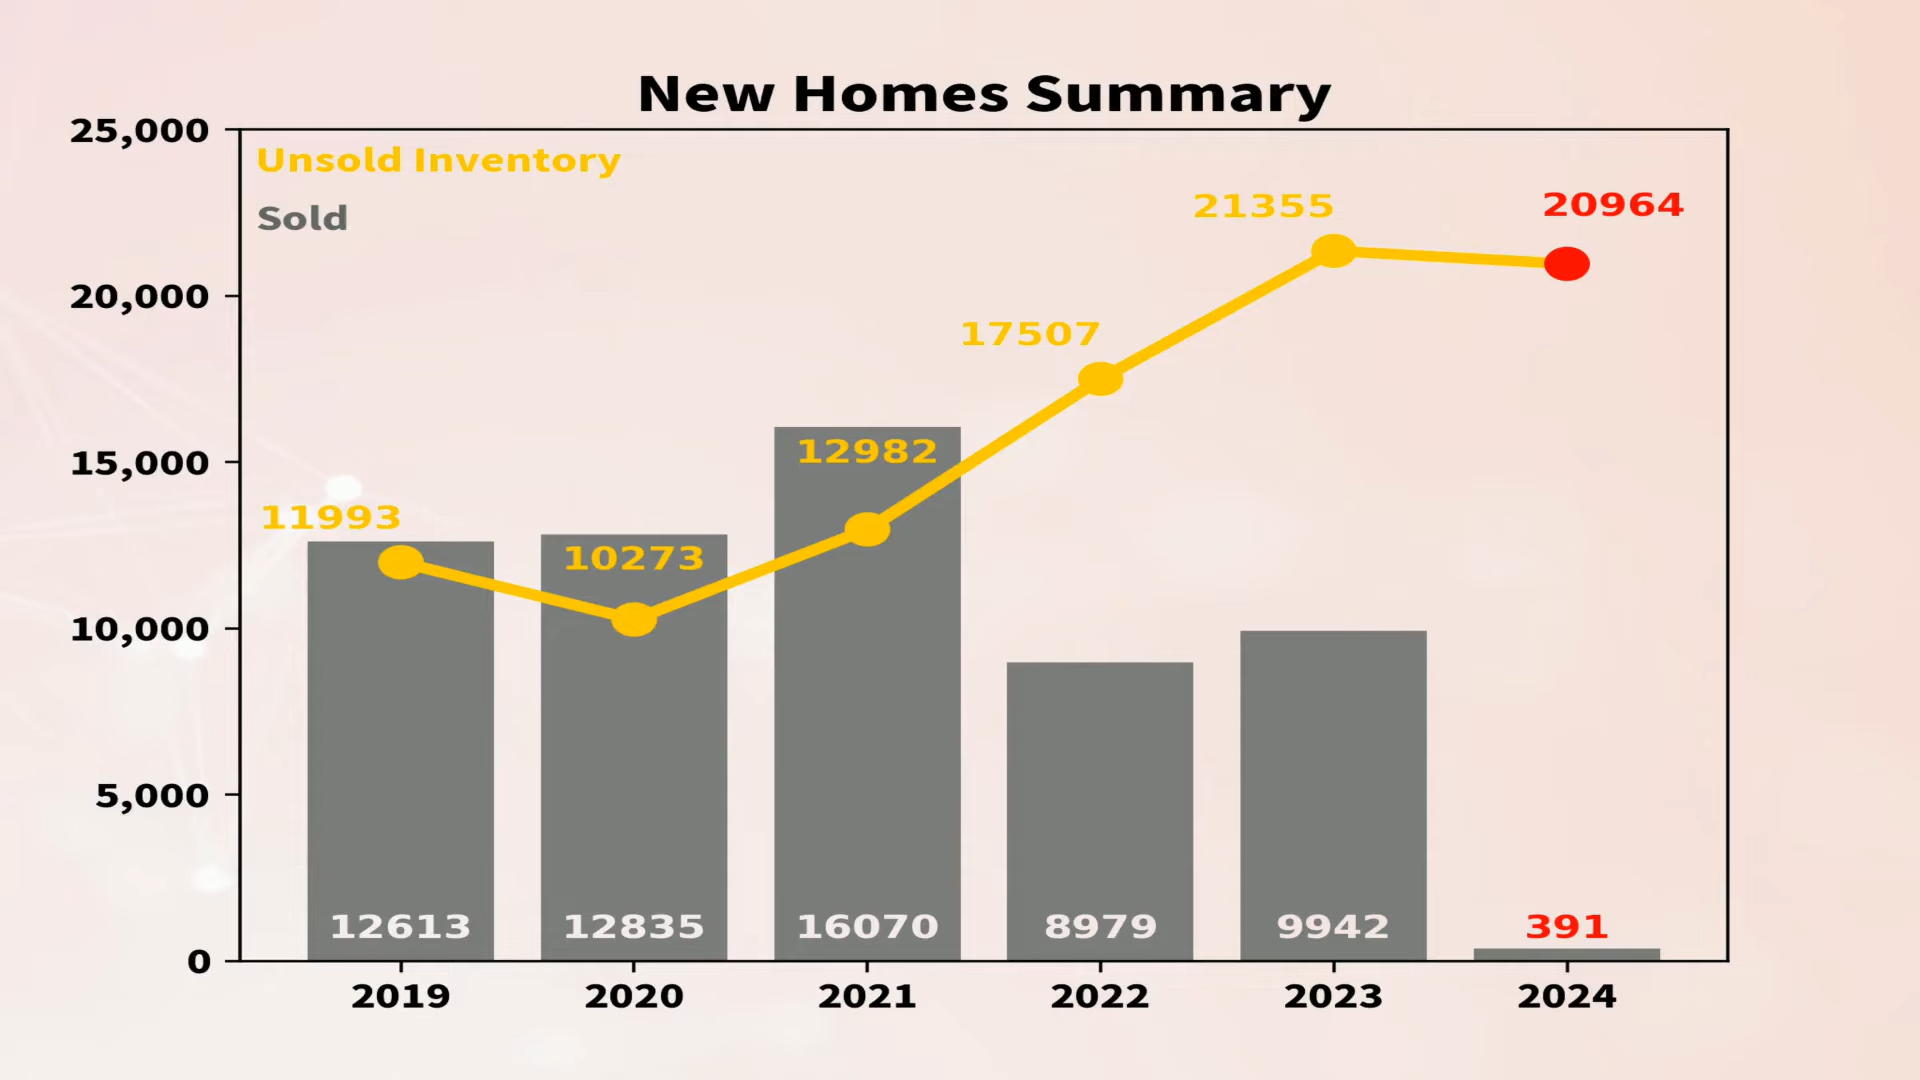 New Homes Summary
25,000
Unsold Inventory
Sold
21355
20964
20,000
17507
15,000
12982
11993
10273
10,000
5,000
12613 12835 16070 8979 9942 391
0
2019 2020 2021 2022 2023 2024